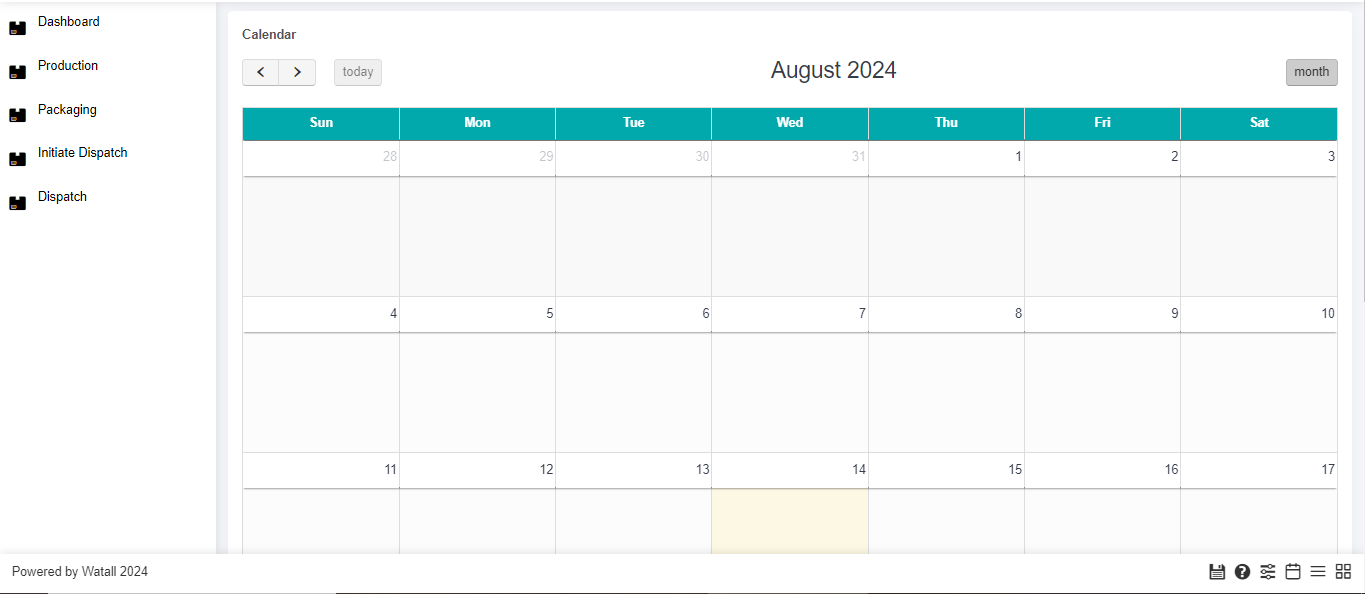 Dashboard
Production
Packaging
Initiate Dispatch
Dispatch
Calendar
today
August 2024
month
Sun Mon Tue Wed Thu Fri Sat
28 29 30 31 1 2 3
4 5 6 7 8 9 10
11 12 13 14 15 16 17
Powered by Watall 2024